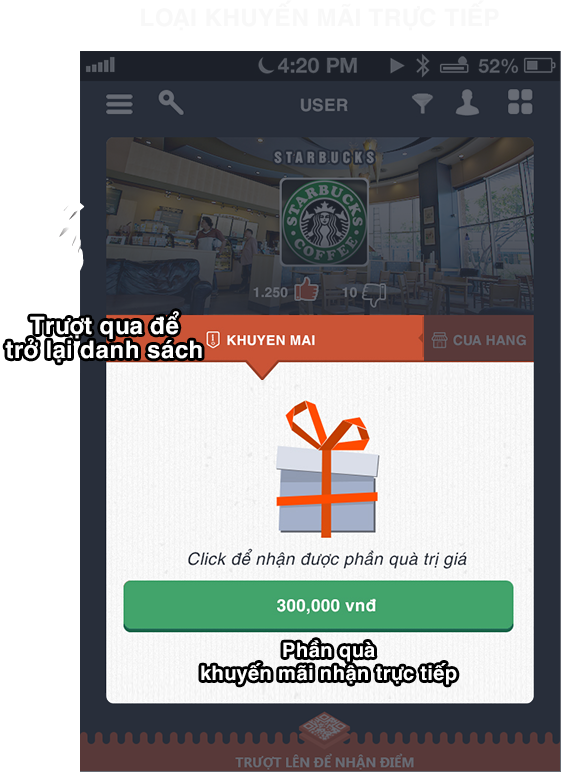 LOẠI KHUYẾN MÃI TRỰC TIẾP
4:20 PM 52%
USER
STARBUCKS
STARBUCKS
COFFEE
1.250 10
Trượt qua để
trở lại danh sách
KHUYEN MAI CUA HANG
Click để nhận được phần quà trị giá
300,000 vnđ
Phần quà
khuyến mãi nhận trực tiếp
TRƯỢT LÊN ĐỂ NHẬN ĐIỂM